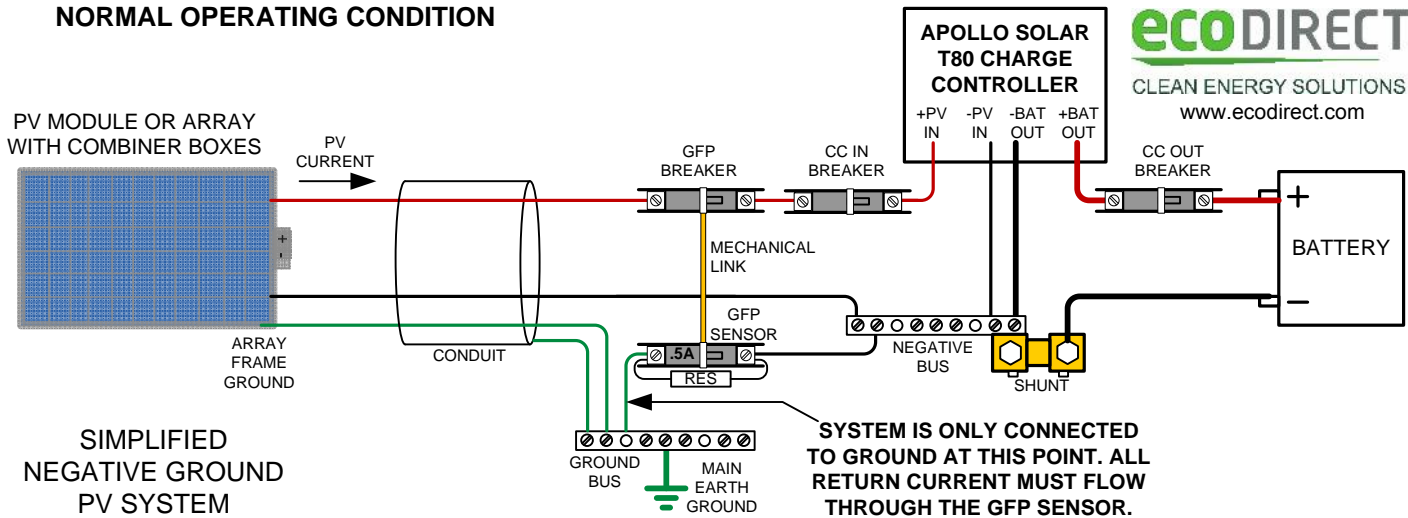 NORMAL OPERATING CONDITION
ecoDIRECT
CLEAN ENERGY SOLUTIONS
www.ecodirect.com
APOLLO SOLAR
T80 CHARGE
CONTROLLER
+PV
IN
-PV
IN
-BAT
OUT
+BAT
OUT
PV MODULE OR ARRAY
WITH COMBINER BOXES
PV
CURRENT
GFP
BREAKER
CC IN
BREAKER
CC OUT
BREAKER
+
-
+
BATTERY
−
MECHANICAL
LINK
GFP
SENSOR
.5A
RES
NEGATIVE
BUS
SHUNT
ARRAY
FRAME
GROUND
CONDUIT
SIMPLIFIED
NEGATIVE GROUND
PV SYSTEM
GROUND
BUS
MAIN
EARTH
GROUND
SYSTEM IS ONLY CONNECTED
TO GROUND AT THIS POINT. ALL
RETURN CURRENT MUST FLOW
THROUGH THE GFP SENSOR.